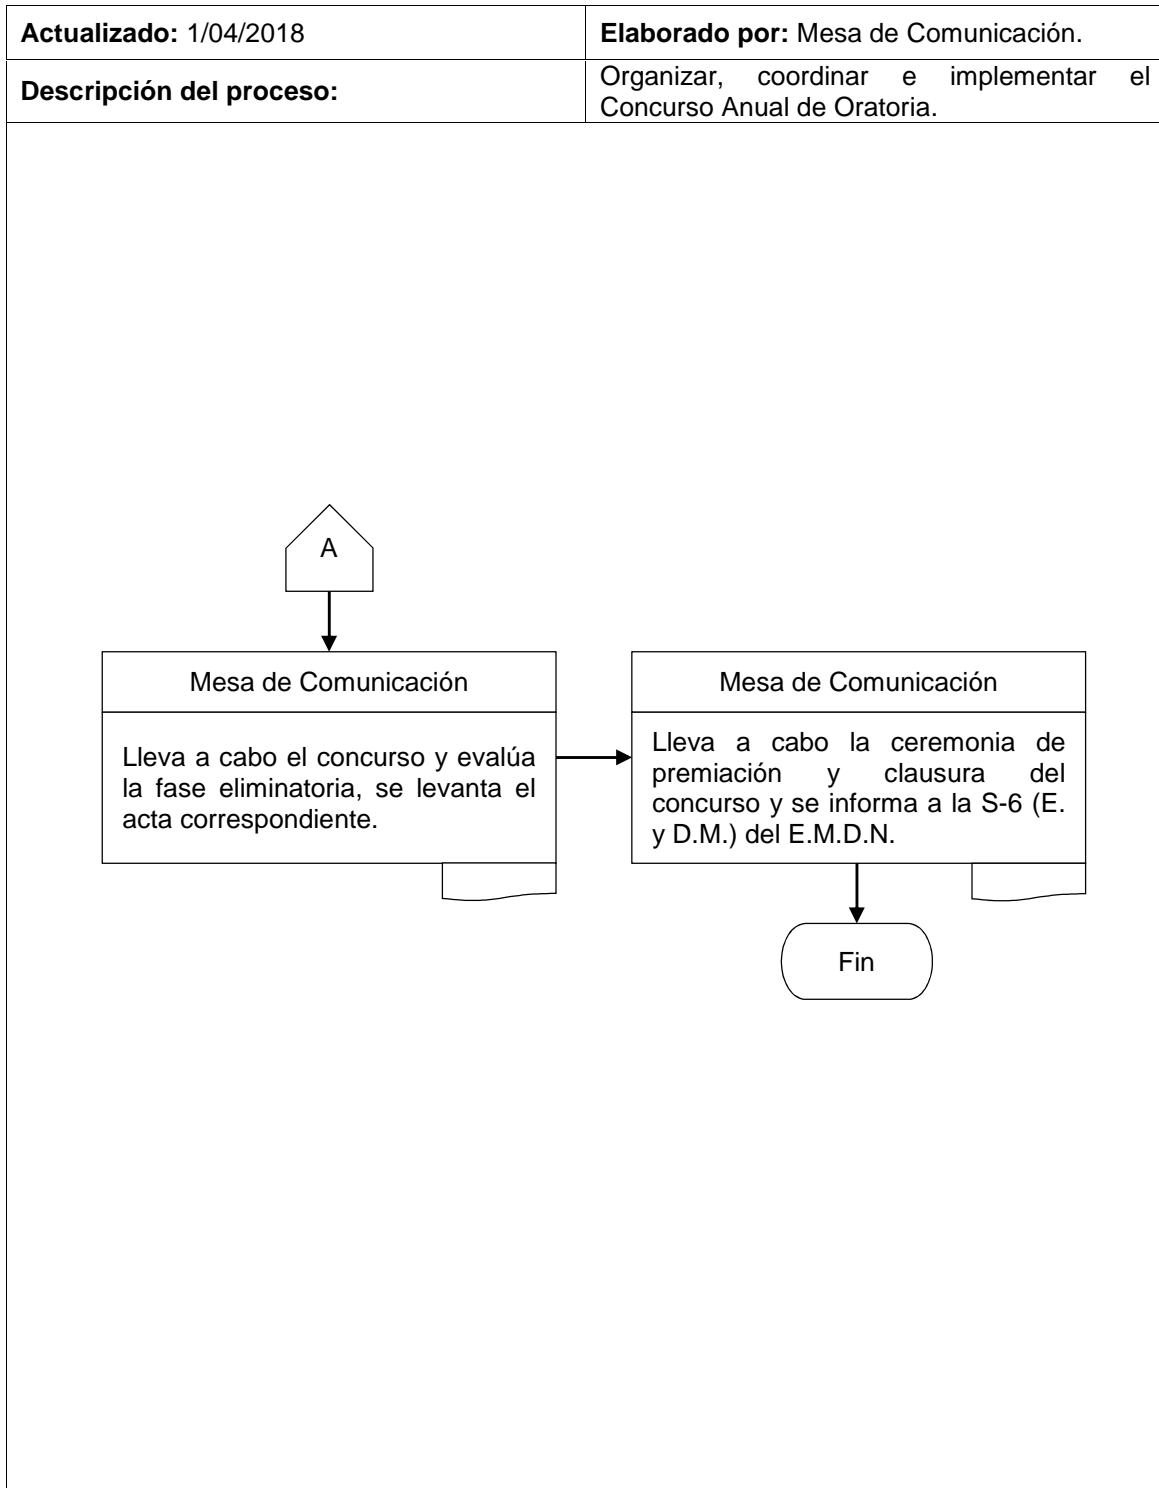 Actualizado: 1/04/2018
Elaborado por: Mesa de Comunicación.
Descripción del proceso:
Organizar, coordinar e implementar el
Concurso Anual de Oratoria.
A
Mesa de Comunicación
Lleva a cabo el concurso y evalúa
la fase eliminatoria, se levanta el
acta correspondiente.
Mesa de Comunicación
Lleva a cabo la ceremonia de
premiación y clausura del
concurso y se informa a la S-6 (E.
y D.M.) del E.M.D.N.
Fin